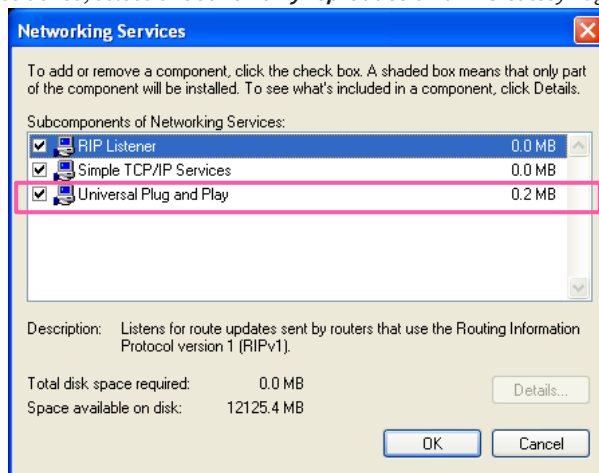 Networking Services
To add or remove a component, click the check box. A shaded box means that only part
of the component will be installed. To see what's included in a component, click Details.
Subcomponents of Networking Services:
RIP Listener 0.0 MB
Simple TCP/IP Services 0.0 MB
Universal Plug and Play 0.2 MB
Description: Listens for route updates sent by routers that use the Routing Information
Protocol version 1 (RIPv1).
Total disk space required: 0.0 MB
Details...
Space available on disk: 12125.4 MB
OK Cancel